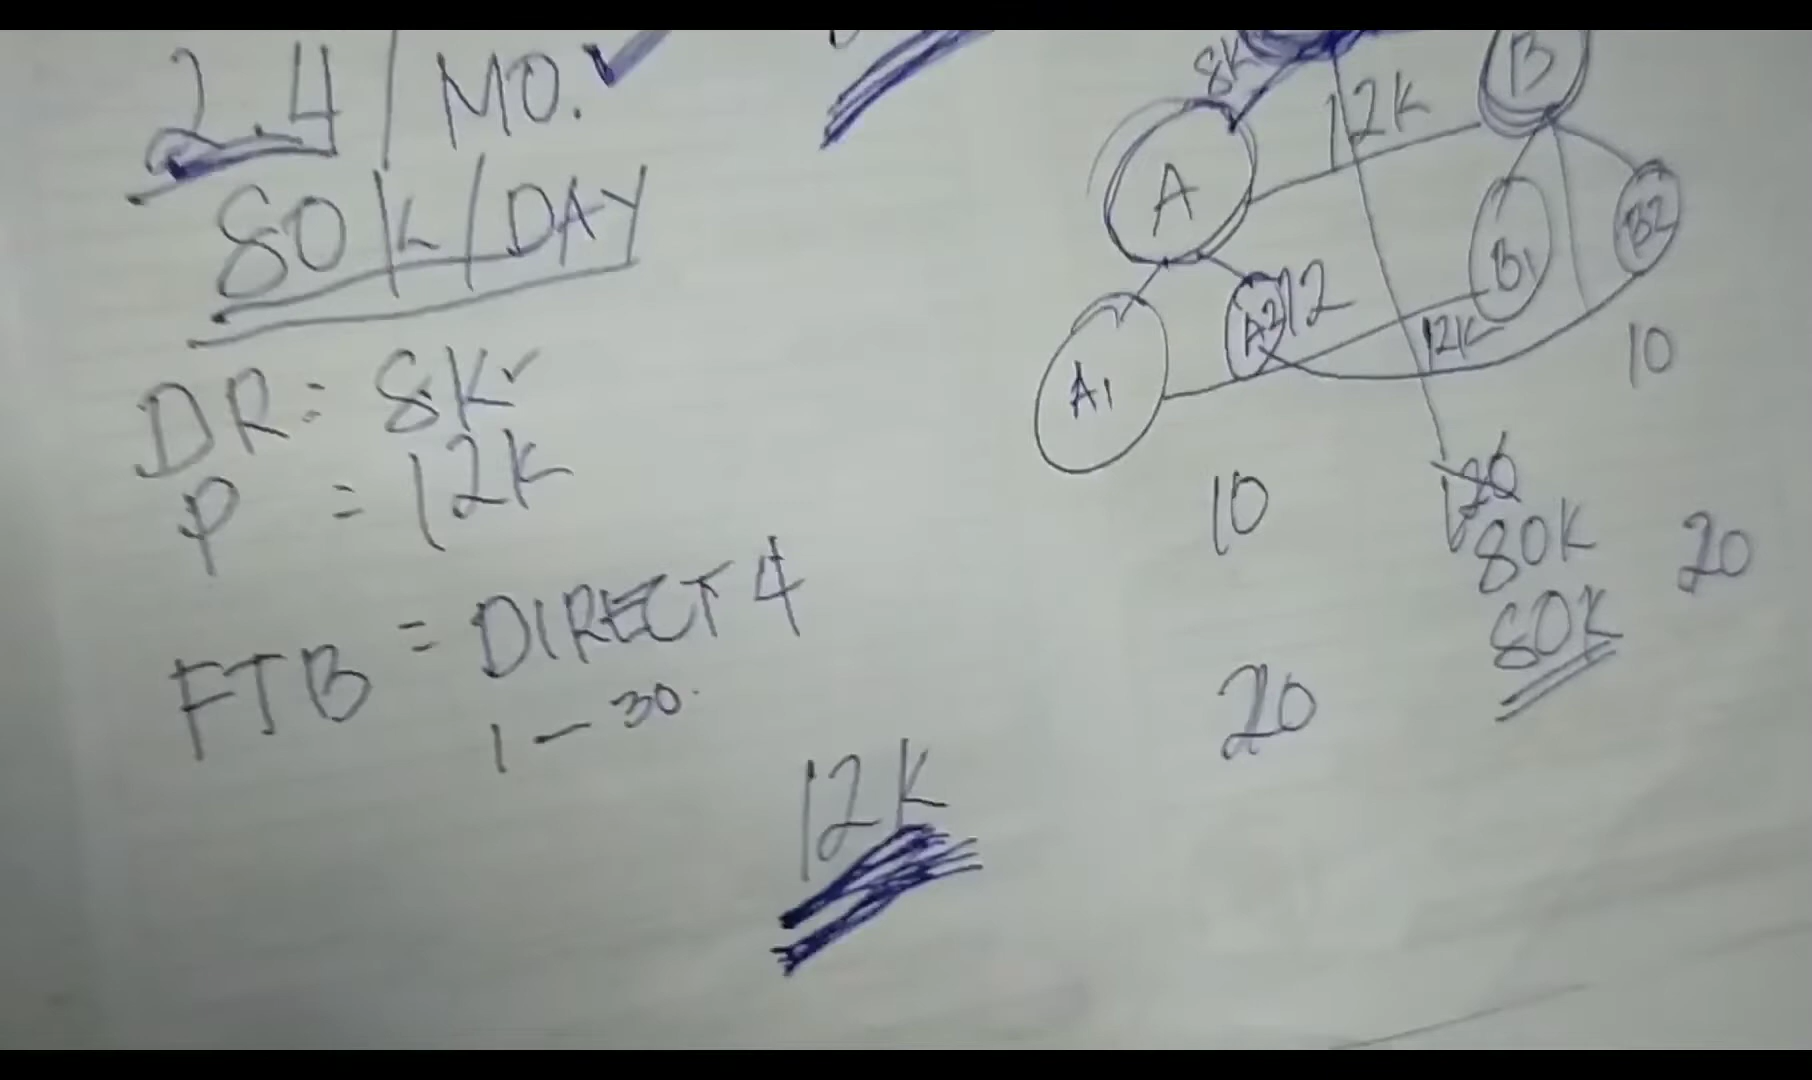 2.4 / MO.
80K/DAY
DR: 8K
P = 12K
FTB = DIRECT 4
1 - 30.
12K
8K
B
12K
A
B2
B1
A2
12
12K
10
A1
10
80K
20
80K
20